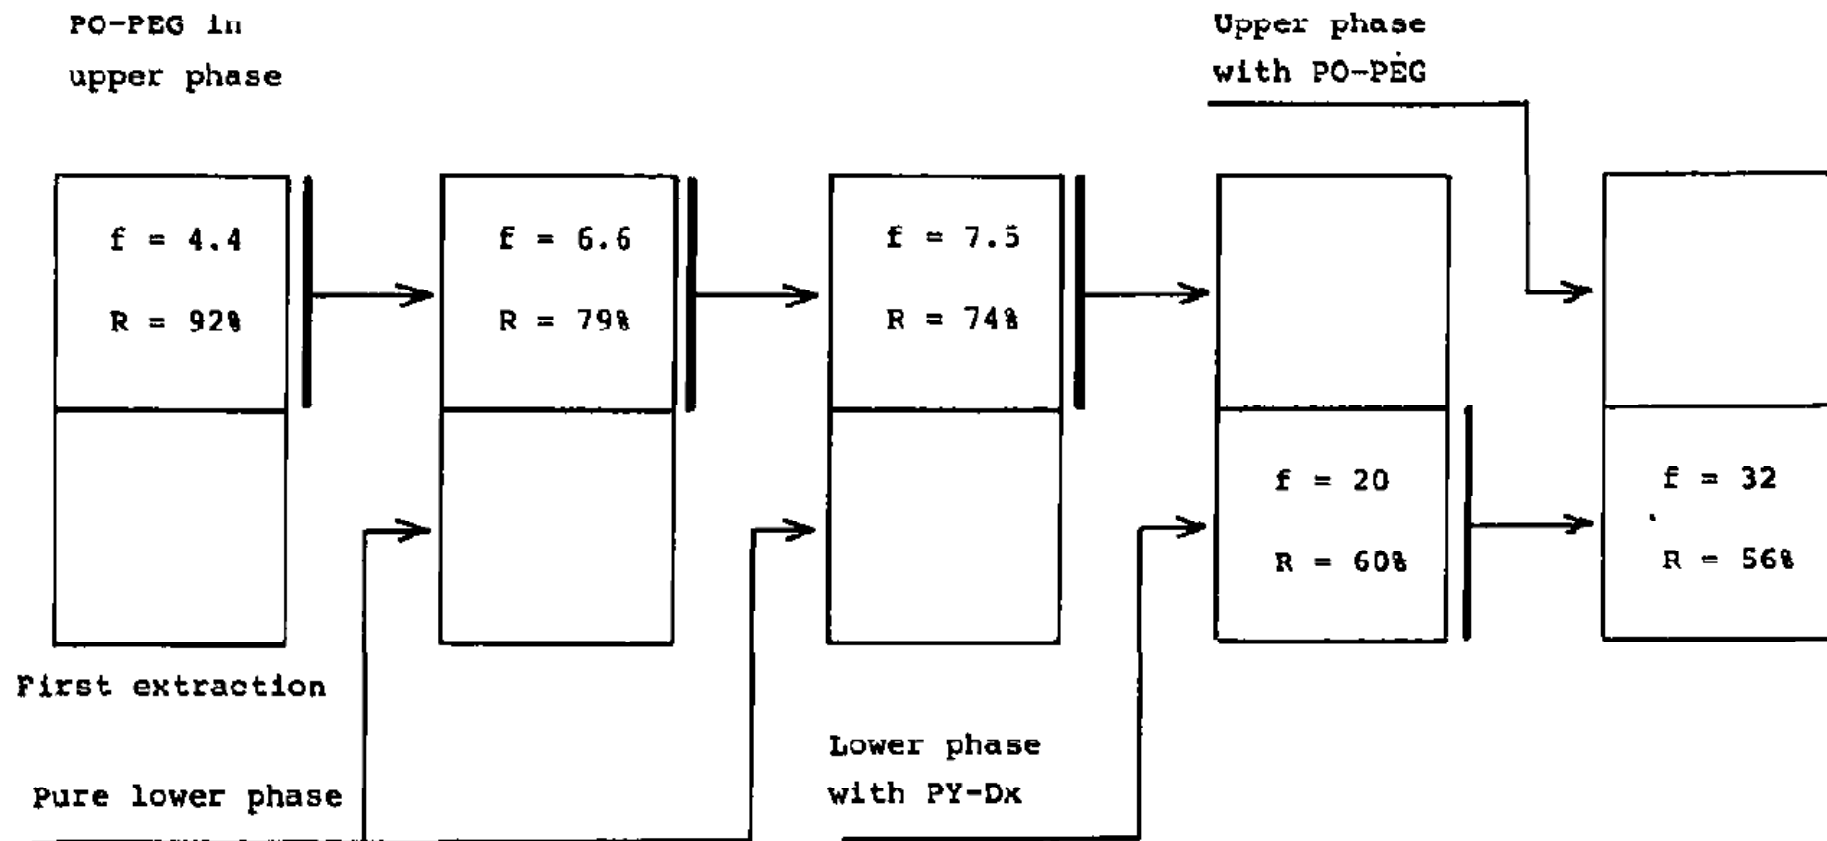 PO-PEG in
upper phase
Upper phase
with PO-PEG
f = 4.4
R = 92%
f = 6.6
R = 79%
f = 7.5
R = 74%
f = 20
R = 60%
f = 32
R = 56%
First extraction
Pure lower phase
Lower phase
with PY-Dx